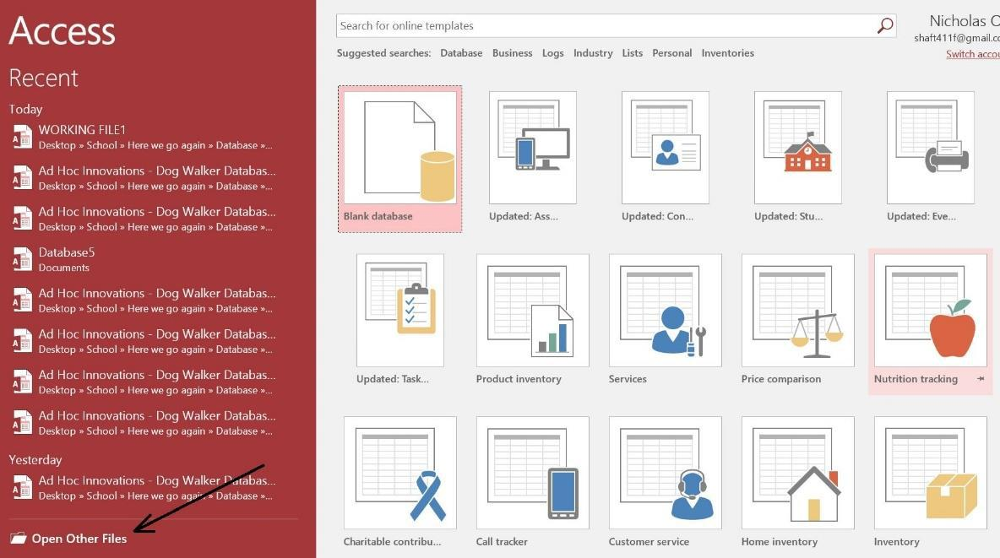 Access
Recent
Today
WORKING FILE1
Desktop » School » Here we go again » Database »...
Ad Hoc Innovations - Dog Walker Databas...
Desktop » School » Here we go again » Database »...
Ad Hoc Innovations - Dog Walker Databas...
Desktop » School » Here we go again » Database »...
Database5
Documents
Ad Hoc Innovations - Dog Walker Databas...
Desktop » School » Here we go again » Database »...
Ad Hoc Innovations - Dog Walker Databas...
Desktop » School » Here we go again » Database »...
Ad Hoc Innovations - Dog Walker Databas...
Desktop » School » Here we go again » Database »...
Ad Hoc Innovations - Dog Walker Databas...
Desktop » School » Here we go again » Database »...
Yesterday
Ad Hoc Innovations - Dog Walker Databas...
Desktop » School » Here we go again » Database »...
Open Other Files
Search for online templates
Nicholas O
shaft411f@gmail.co
Switch accou
Suggested searches: Database Business Logs Industry Lists Personal Inventories
Blank database
Updated: Ass...
Updated: Con...
Updated: Stu...
Updated: Eve...
Updated: Task...
Product inventory
Services
Price comparison
Nutrition tracking
Charitable contribu...
Call tracker
Customer service
Home inventory
Inventory